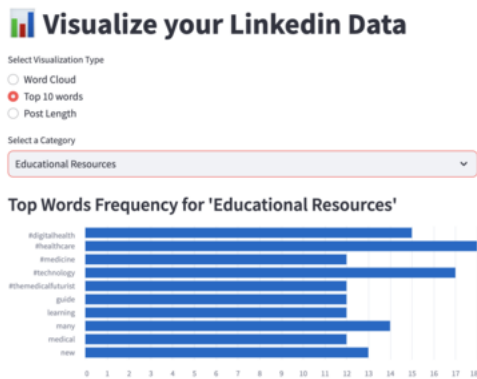 Visualize your Linkedin Data
Select Visualization Type
Word Cloud
Top 10 words
Post Length
Select a Category
Educational Resources
Top Words Frequency for 'Educational Resources'
#digitalhealth
#healthcare
#medicine
#technology
#themedicalfuturist
guide
learning
many
medical
new
0 1 2 3 4 5 6 7 8 9 10 11 12 13 14 15 16 17 18